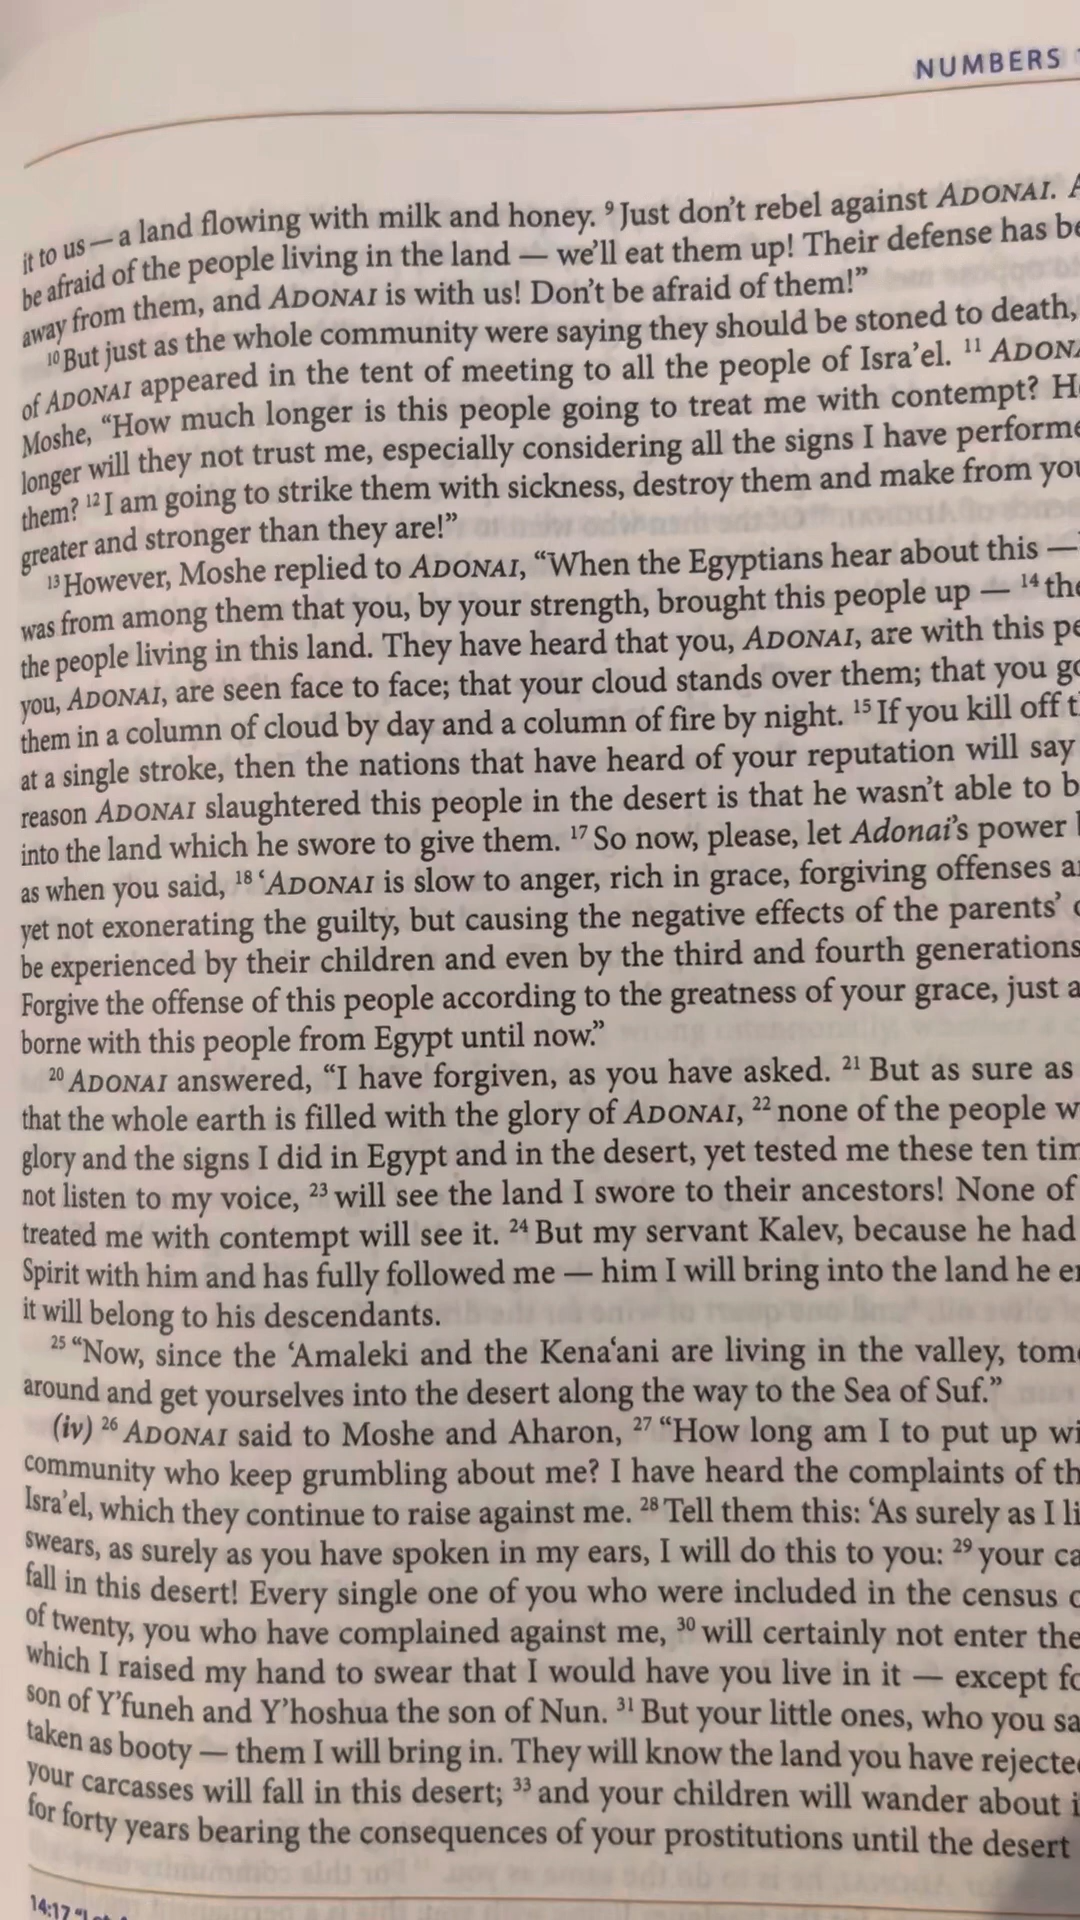 NUMBERS
it to us — a land flowing with milk and honey. ⁹ Just don't rebel against ADONAI.
be afraid of the people living in the land — we'll eat them up! Their defense has
away from them, and ADONAI is with us! Don't be afraid of them!”
¹⁰ But just as the whole community were saying they should be stoned to death,
of ADONAI appeared in the tent of meeting to all the people of Isra'el. ¹¹
Moshe, “How much longer is this people going to treat me with contempt?
longer will they not trust me, especially considering all the signs I have
them? ¹² I am going to strike them with sickness, destroy them and make from
greater and stronger than they are!”
¹³ However, Moshe replied to ADONAI, “When the Egyptians hear about this —
was from among them that you, by your strength, brought this people up — ¹⁴
the people living in this land. They have heard that you, ADONAI, are with this
you, ADONAI, are seen face to face; that your cloud stands over them; that you
them in a column of cloud by day and a column of fire by night. ¹⁵ If you kill off
at a single stroke, then the nations that have heard of your reputation will say
reason ADONAI slaughtered this people in the desert is that he wasn't able to
into the land which he swore to give them. ¹⁷ So now, please, let Adonai's power
as when you said, ¹⁸ ‘ADONAI is slow to anger, rich in grace, forgiving offenses
yet not exonerating the guilty, but causing the negative effects of the parents'
be experienced by their children and even by the third and fourth generations
Forgive the offense of this people according to the greatness of your grace, just
borne with this people from Egypt until now.”
²⁰ ADONAI answered, “I have forgiven, as you have asked. ²¹ But as sure as
that the whole earth is filled with the glory of ADONAI, ²² none of the people
glory and the signs I did in Egypt and in the desert, yet tested me these ten
not listen to my voice, ²³ will see the land I swore to their ancestors! None of
treated me with contempt will see it. ²⁴ But my servant Kalev, because he had
Spirit with him and has fully followed me — him I will bring into the land he
it will belong to his descendants.
²⁵ “Now, since the ‘Amaleki and the Kena‘ani are living in the valley,
around and get yourselves into the desert along the way to the Sea of Suf.”
(iv) ²⁶ ADONAI said to Moshe and Aharon, ²⁷ “How long am I to put up
community who keep grumbling about me? I have heard the complaints of
Isra'el, which they continue to raise against me. ²⁸ Tell them this: ‘As surely as I
swears, as surely as you have spoken in my ears, I will do this to you: ²⁹ your
fall in this desert! Every single one of you who were included in the census
of twenty, you who have complained against me, ³⁰ will certainly not enter the
which I raised my hand to swear that I would have you live in it — except
son of Y'funeh and Y'hoshua the son of Nun. ³¹ But your little ones, who you
taken as booty — them I will bring in. They will know the land you have
your carcasses will fall in this desert; ³³ and your children will wander about
for forty years bearing the consequences of your prostitutions until the desert
14:17